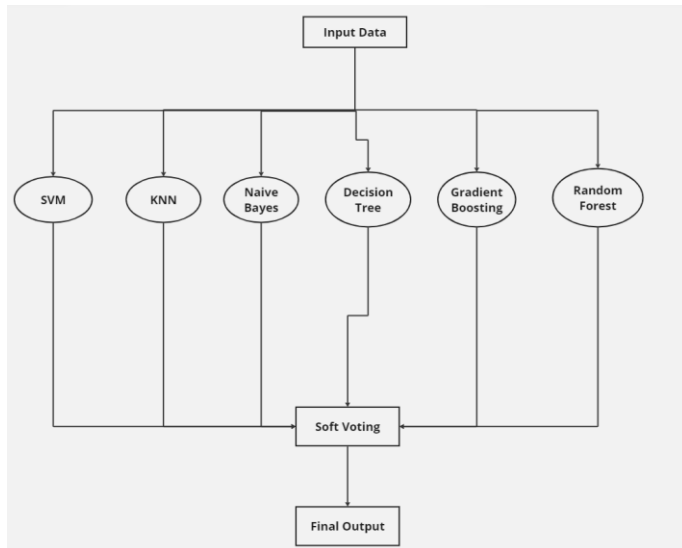 Input Data
SVM
KNN
Naive
Bayes
Decision
Tree
Gradient
Boosting
Random
Forest
Soft Voting
Final Output